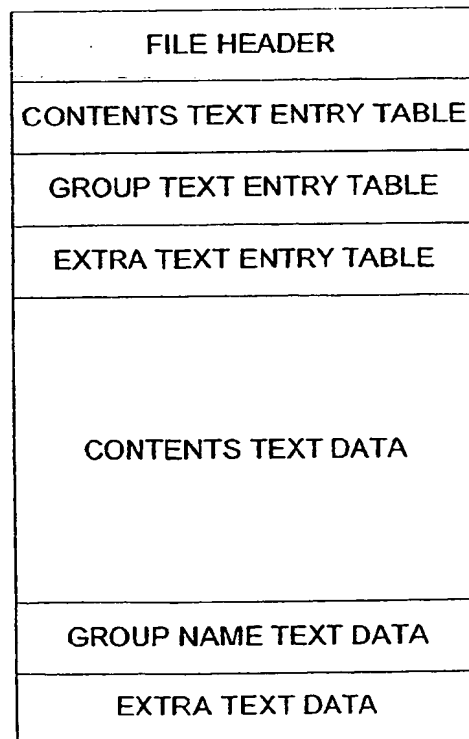 FILE HEADER
CONTENTS TEXT ENTRY TABLE
GROUP TEXT ENTRY TABLE
EXTRA TEXT ENTRY TABLE
CONTENTS TEXT DATA
GROUP NAME TEXT DATA
EXTRA TEXT DATA